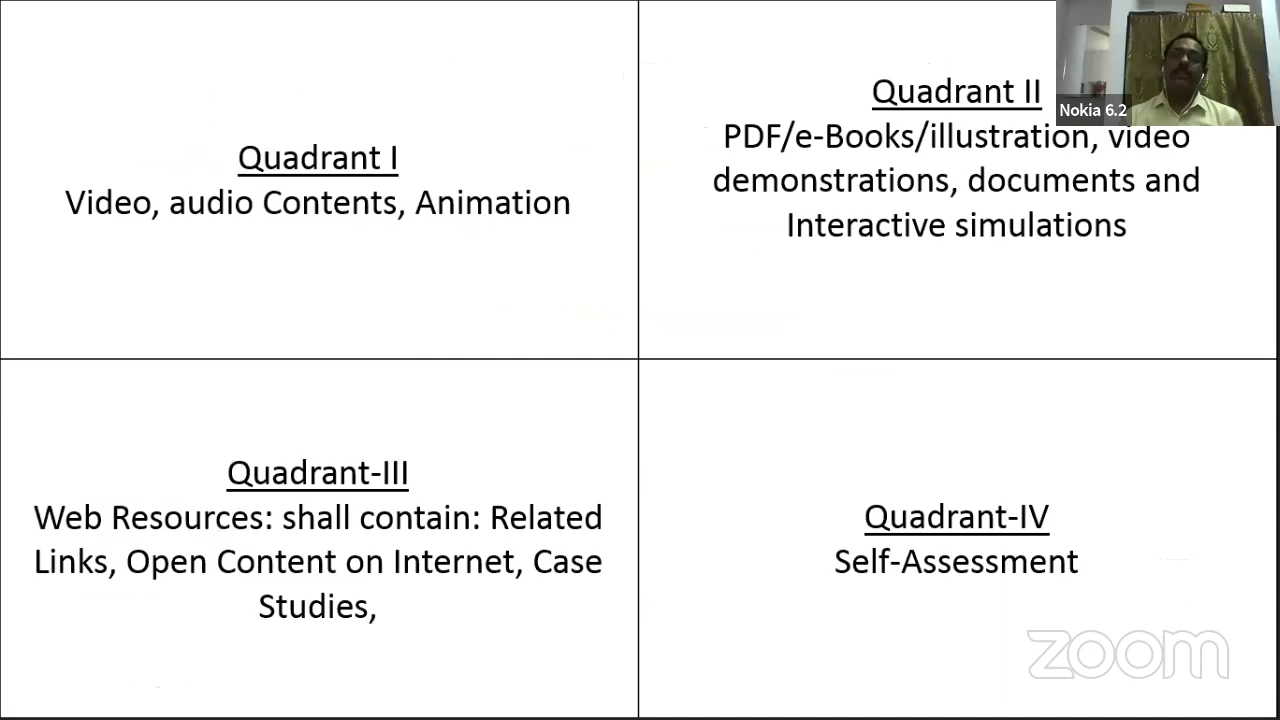 Quadrant I
Video, audio Contents, Animation
Quadrant II
PDF/e-Books/illustration, video
demonstrations, documents and
Interactive simulations
Nokia 6.2
Quadrant-III
Web Resources: shall contain: Related
Links, Open Content on Internet, Case
Studies,
Quadrant-IV
Self-Assessment
zoom